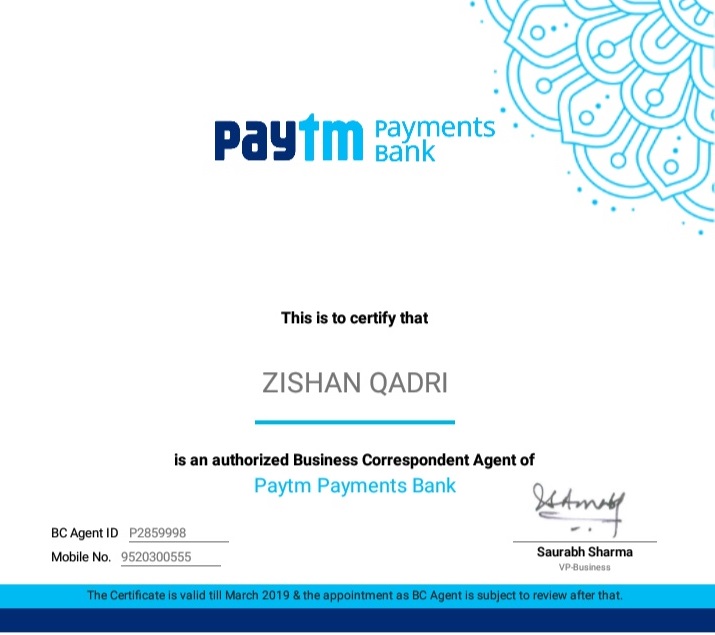 paytm Payments
Bank
This is to certify that
ZISHAN QADRI
is an authorized Business Correspondent Agent of
Paytm Payments Bank
BC Agent ID P2859998
Mobile No. 9520300555
Saurabh Sharma
VP-Business
The Certificate is valid till March 2019 & the appointment as BC Agent is subject to review after that.